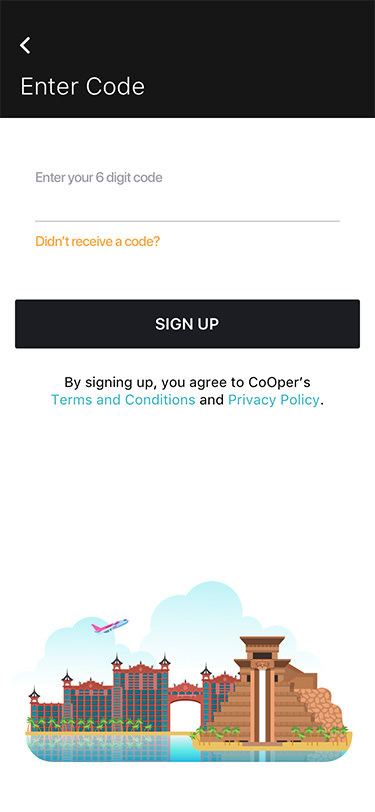 Enter Code
Enter your 6 digit code
Didn't receive a code?
SIGN UP
By signing up, you agree to CoOper's
Terms and Conditions and Privacy Policy.